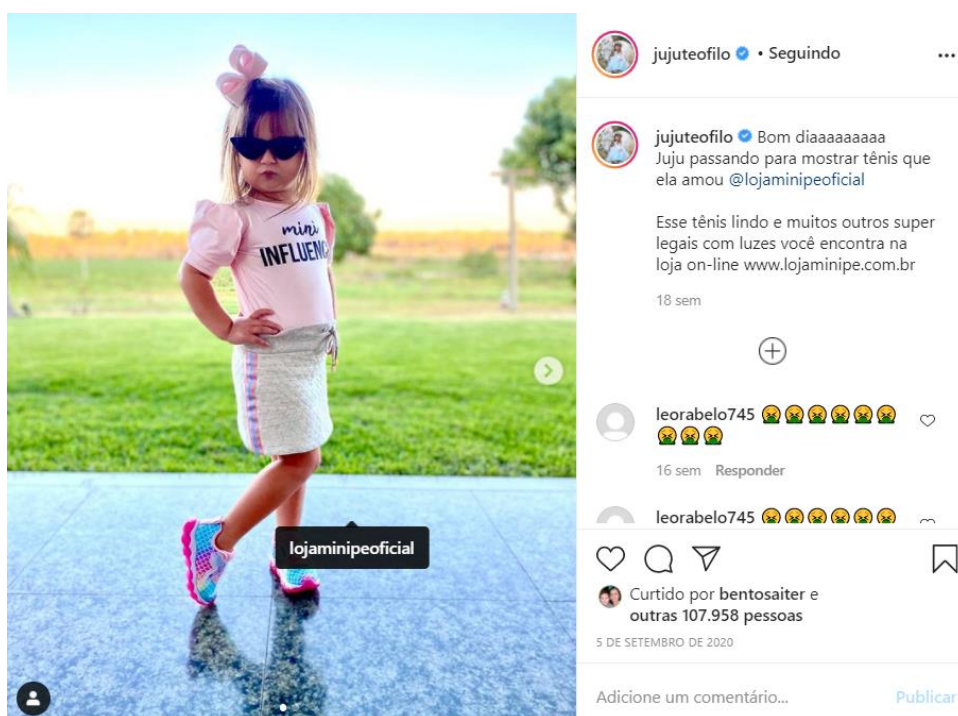 jujuteofilo • Seguindo
jujuteofilo Bom diaaaaaaaaa
Juju passando para mostrar tênis que
ela amou @lojaminipeoficial
Esse tênis lindo e muitos outros super
legais com luzes você encontra na
loja on-line www.lojaminipe.com.br
18 sem
leorabelo745 🤮🤮🤮🤮🤮🤮
🤮🤮🤮
16 sem Responder
leorabelo745 🤮🤮🤮🤮🤮🤮
Curtido por bentosaiter e
outras 107.958 pessoas
5 DE SETEMBRO DE 2020
Adicione um comentário... Publicar
mini
INFLUENC
lojaminipeoficial